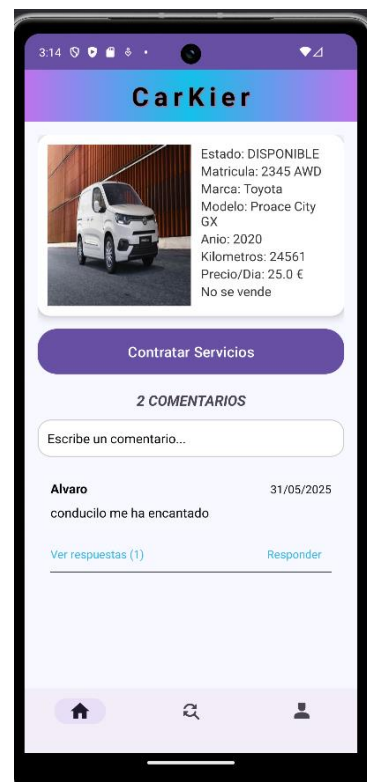 3:14
CarKier
Estado: DISPONIBLE
Matricula: 2345 AWD
Marca: Toyota
Modelo: Proace City
GX
Anio: 2020
Kilometros: 24561
Precio/Dia: 25.0 €
No se vende
Contratar Servicios
2 COMENTARIOS
Escribe un comentario...
Alvaro 31/05/2025
conducilo me ha encantado
Ver respuestas (1) Responder